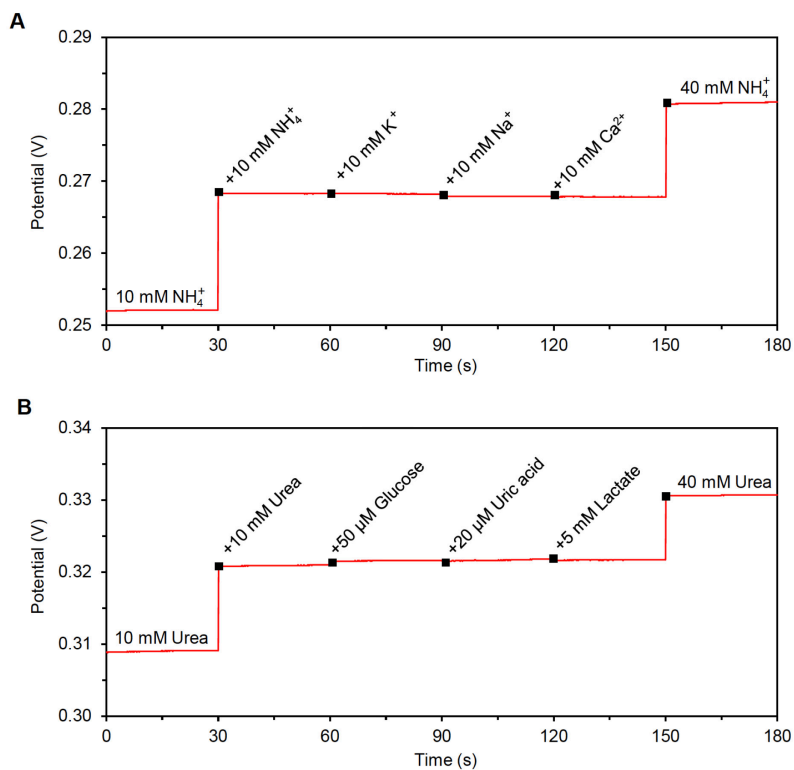 A
0.29
0.28
0.27
0.26
0.25
Potential (V)
10 mM NH₄⁺
+10 mM NH₄⁺
+10 mM K⁺
+10 mM Na⁺
+10 mM Ca²⁺
40 mM NH₄⁺
0 30 60 90 120 150 180
Time (s)
B
0.34
0.33
0.32
0.31
0.30
Potential (V)
10 mM Urea
+10 mM Urea
+50 µM Glucose
+20 µM Uric acid
+5 mM Lactate
40 mM Urea
0 30 60 90 120 150 180
Time (s)